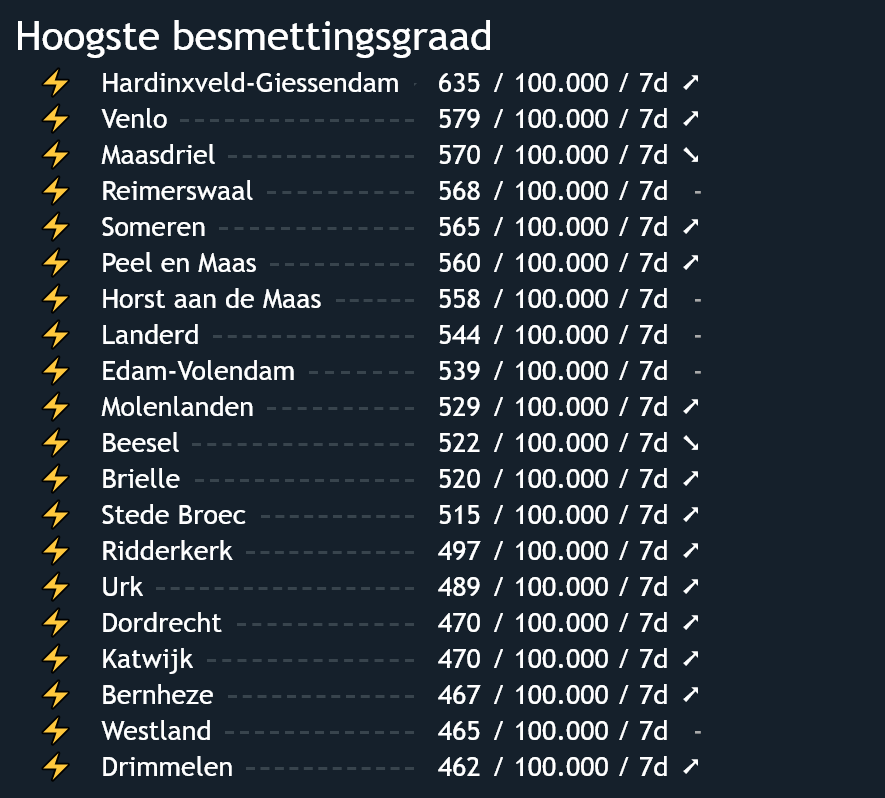 Hoogste besmettingsgraad
⚡ Hardinxveld-Giessendam - 635 / 100.000 / 7d ➚
⚡ Venlo ---------------- 579 / 100.000 / 7d ➚
⚡ Maasdriel ------------- 570 / 100.000 / 7d ➘
⚡ Reimerswaal ---------- 568 / 100.000 / 7d -
⚡ Someren ------------- 565 / 100.000 / 7d ➚
⚡ Peel en Maas ---------- 560 / 100.000 / 7d ➚
⚡ Horst aan de Maas ------ 558 / 100.000 / 7d -
⚡ Landerd -------------- 544 / 100.000 / 7d -
⚡ Edam-Volendam ------- 539 / 100.000 / 7d -
⚡ Molenlanden ---------- 529 / 100.000 / 7d ➚
⚡ Beesel --------------- 522 / 100.000 / 7d ➘
⚡ Brielle --------------- 520 / 100.000 / 7d ➚
⚡ Stede Broec ---------- 515 / 100.000 / 7d ➚
⚡ Ridderkerk ----------- 497 / 100.000 / 7d ➚
⚡ Urk ------------------ 489 / 100.000 / 7d ➚
⚡ Dordrecht ------------ 470 / 100.000 / 7d ➚
⚡ Katwijk -------------- 470 / 100.000 / 7d ➚
⚡ Bernheze ------------- 467 / 100.000 / 7d ➚
⚡ Westland ------------- 465 / 100.000 / 7d -
⚡ Drimmelen ----------- 462 / 100.000 / 7d ➚